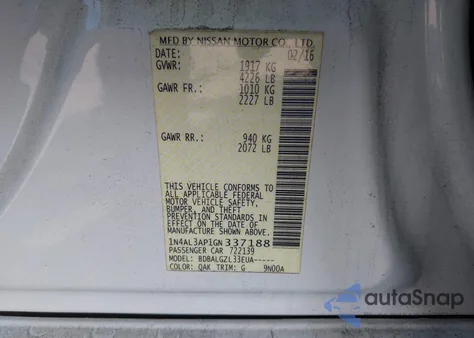 MFD BY NISSAN MOTOR CO., LTD.
DATE: 02/16
GVWR: 1917 KG
4226 LB
GAWR FR.: 1010 KG
2227 LB
GAWR RR.: 940 KG
2072 LB
THIS VEHICLE CONFORMS TO
ALL APPLICABLE FEDERAL
MOTOR VEHICLE SAFETY,
BUMPER, AND THEFT
PREVENTION STANDARDS IN
EFFECT ON THE DATE OF
MANUFACTURE SHOWN ABOVE.
1N4AL3AP1GN337188
PASSENGER CAR 722139
MODEL: BDBALGZL33EUA-----
COLOR: QAK TRIM: G 9N00A
autoSnap